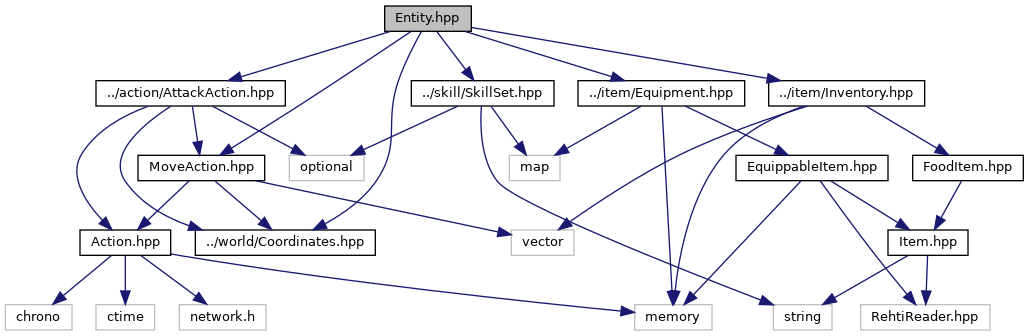 Entity.hpp
../action/AttackAction.hpp
../skill/SkillSet.hpp
../item/Equipment.hpp
../item/Inventory.hpp
MoveAction.hpp
optional
map
EquippableItem.hpp
FoodItem.hpp
Action.hpp
../world/Coordinates.hpp
vector
Item.hpp
chrono
ctime
network.h
memory
string
RehtiReader.hpp